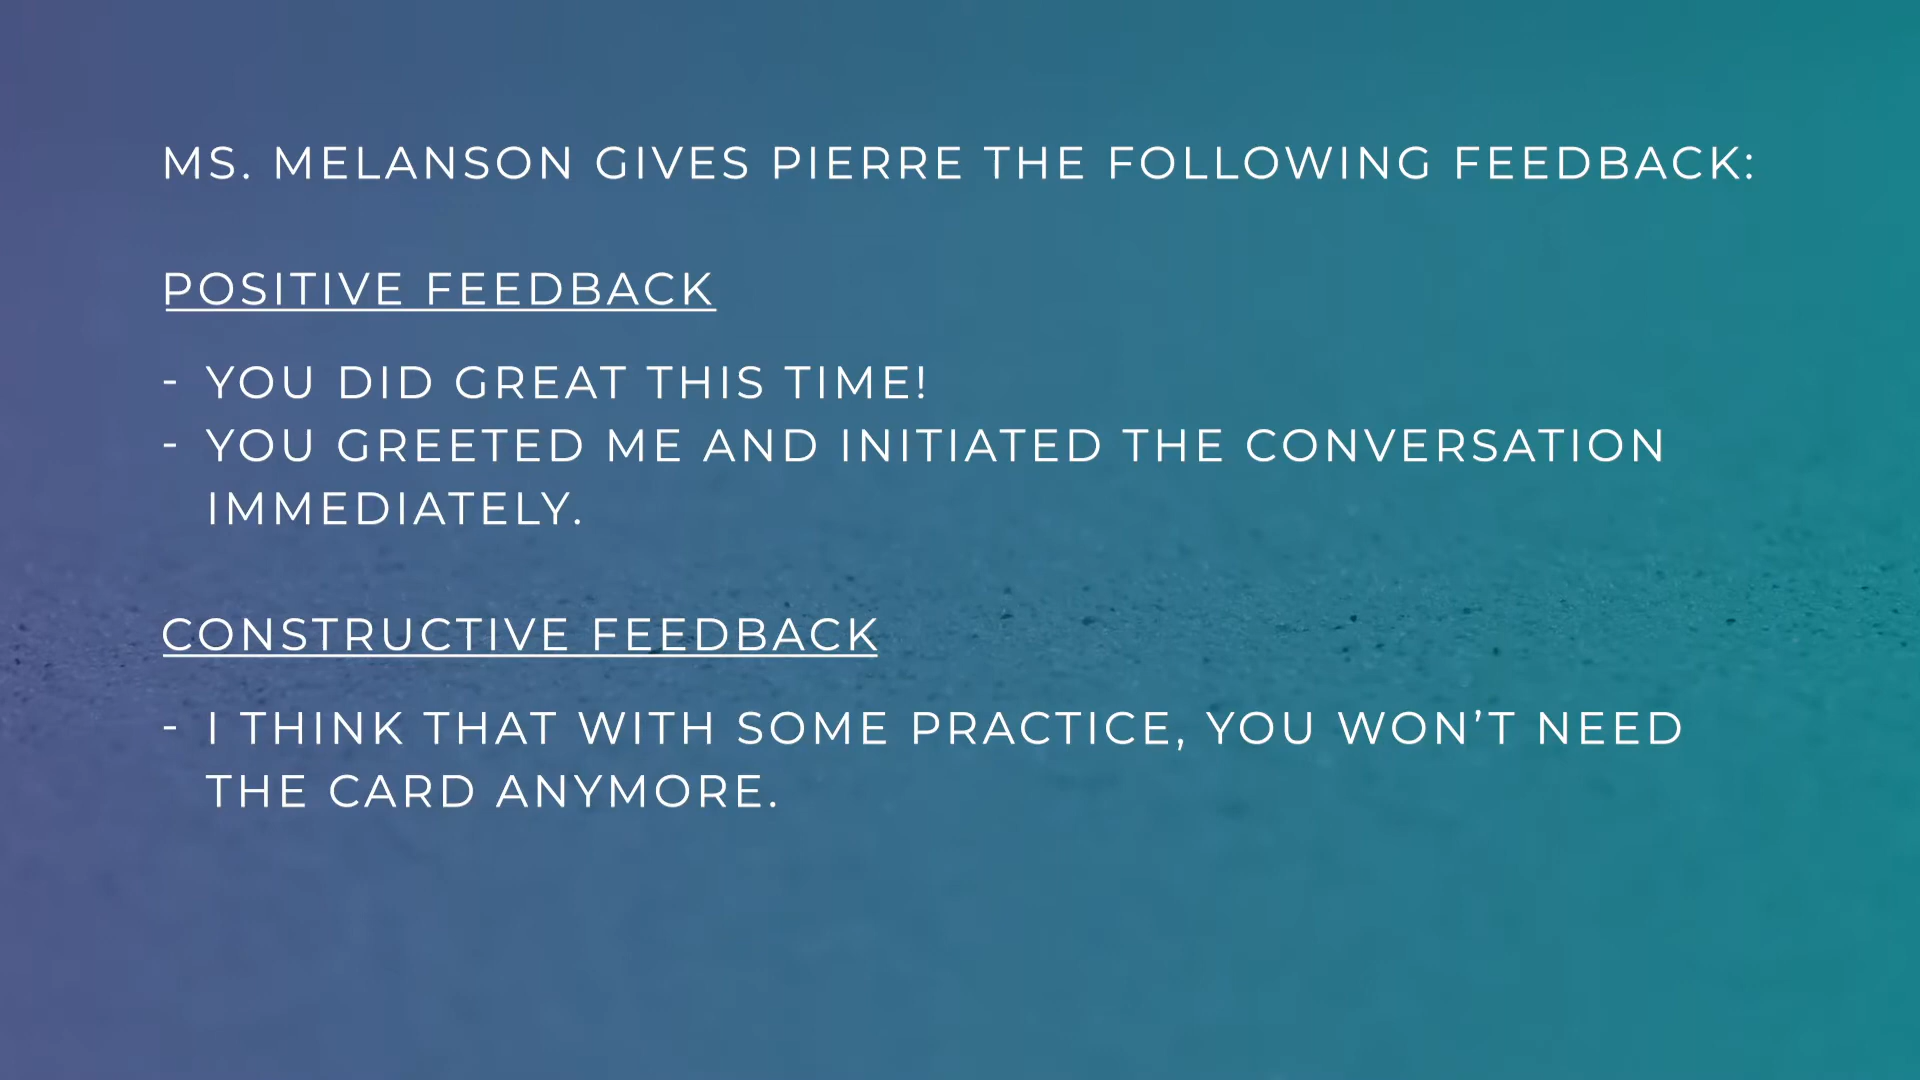 MS. MELANSON GIVES PIERRE THE FOLLOWING FEEDBACK:
POSITIVE FEEDBACK
- YOU DID GREAT THIS TIME!
- YOU GREETED ME AND INITIATED THE CONVERSATION
IMMEDIATELY.
CONSTRUCTIVE FEEDBACK
- I THINK THAT WITH SOME PRACTICE, YOU WON’T NEED
THE CARD ANYMORE.